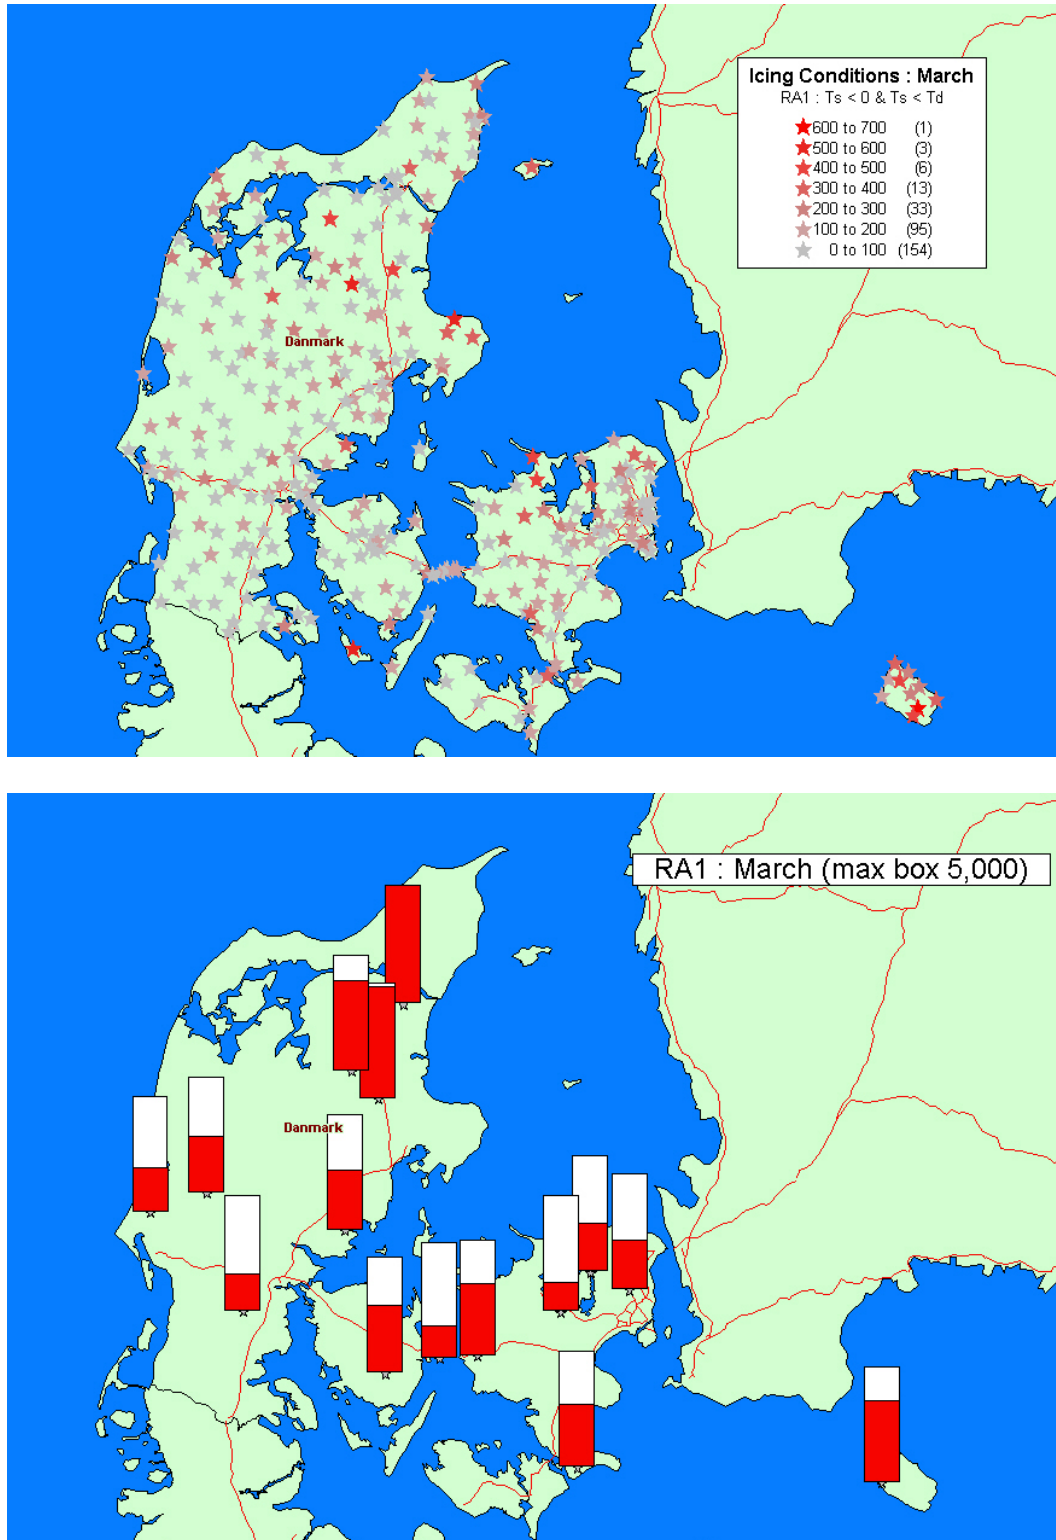 Icing Conditions : March
RA1 : Ts < 0 & Ts < Td
600 to 700 (1)
500 to 600 (3)
400 to 500 (6)
300 to 400 (13)
200 to 300 (33)
100 to 200 (95)
0 to 100 (154)
Danmark
RA1 : March (max box 5,000)
Danmark